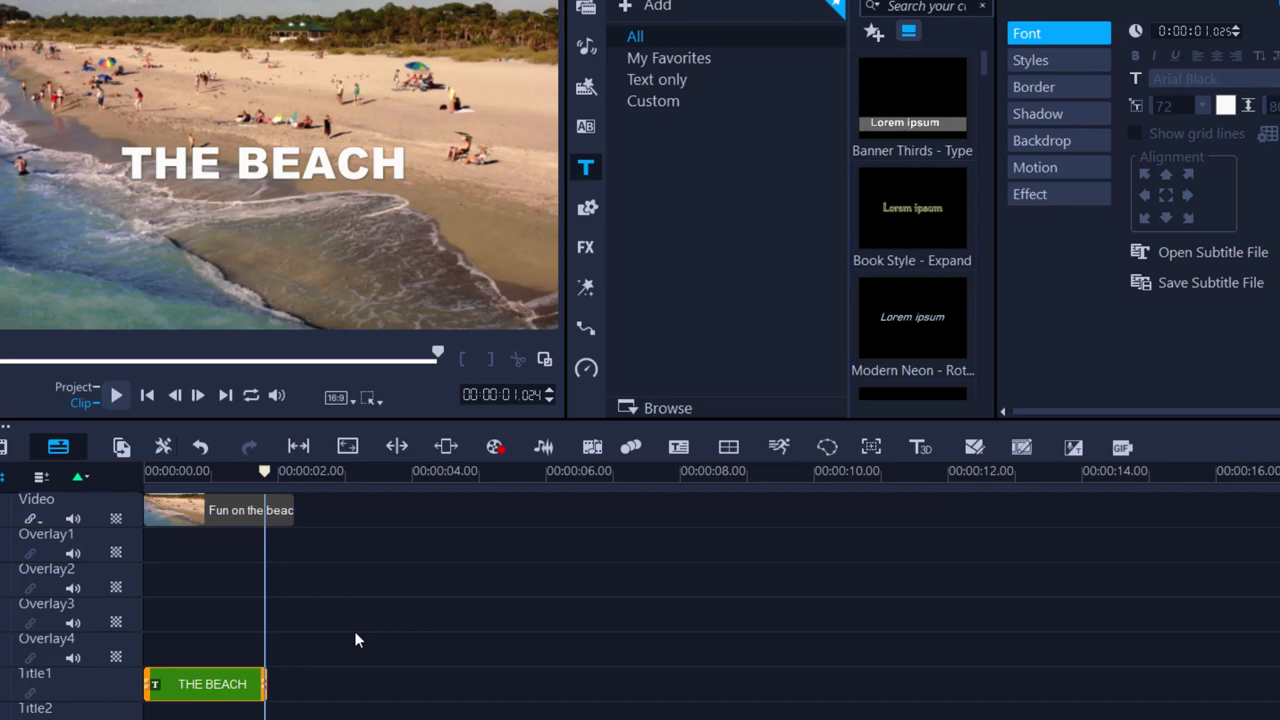 THE BEACH
Project
Clip
16:9
00:00:01.024
Add
All
My Favorites
Text only
Custom
Browse
AB
T
FX
Lorem ipsum
Banner Thirds - Type
Lorem ipsum
Book Style - Expand
Lorem ipsum
Modern Neon - Rot...
Font
Styles
Border
Shadow
Backdrop
Motion
Effect
0:00:01.025
B I U
T Arial Black
72
Show grid lines
Alignment
Open Subtitle File
Save Subtitle File
T3D
GIF
00:00:00.00 00:00:02.00 00:00:04.00 00:00:06.00 00:00:08.00 00:00:10.00 00:00:12.00 00:00:14.00 00:00:16.00
Video
Fun on the beac
Overlay1
Overlay2
Overlay3
Overlay4
Title1
T THE BEACH
Title2